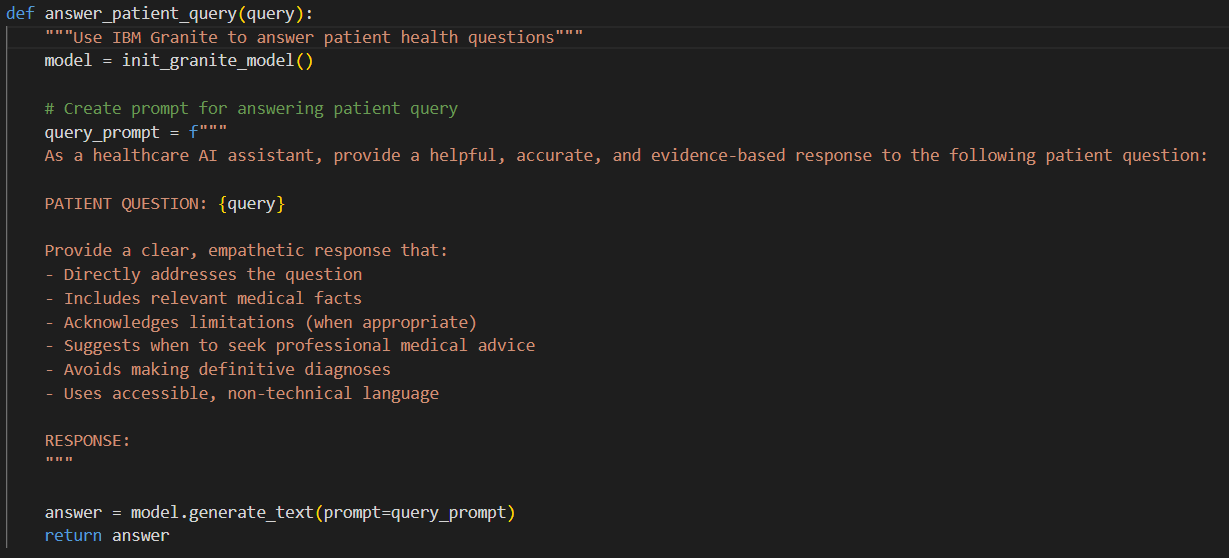 def answer_patient_query(query):
"""Use IBM Granite to answer patient health questions"""
model = init_granite_model()
# Create prompt for answering patient query
query_prompt = f"""
As a healthcare AI assistant, provide a helpful, accurate, and evidence-based response to the following patient question:
PATIENT QUESTION: {query}
Provide a clear, empathetic response that:
- Directly addresses the question
- Includes relevant medical facts
- Acknowledges limitations (when appropriate)
- Suggests when to seek professional medical advice
- Avoids making definitive diagnoses
- Uses accessible, non-technical language
RESPONSE:
"""
answer = model.generate_text(prompt=query_prompt)
return answer